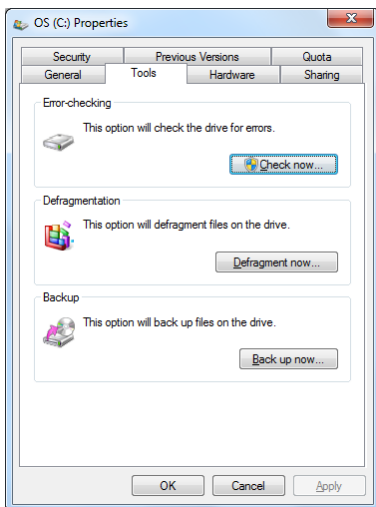 OS (C:) Properties
Security Previous Versions Quota
General Tools Hardware Sharing
Error-checking
This option will check the drive for errors.
Check now...
Defragmentation
This option will defragment files on the drive.
Defragment now...
Backup
This option will back up files on the drive.
Back up now...
OK Cancel Apply